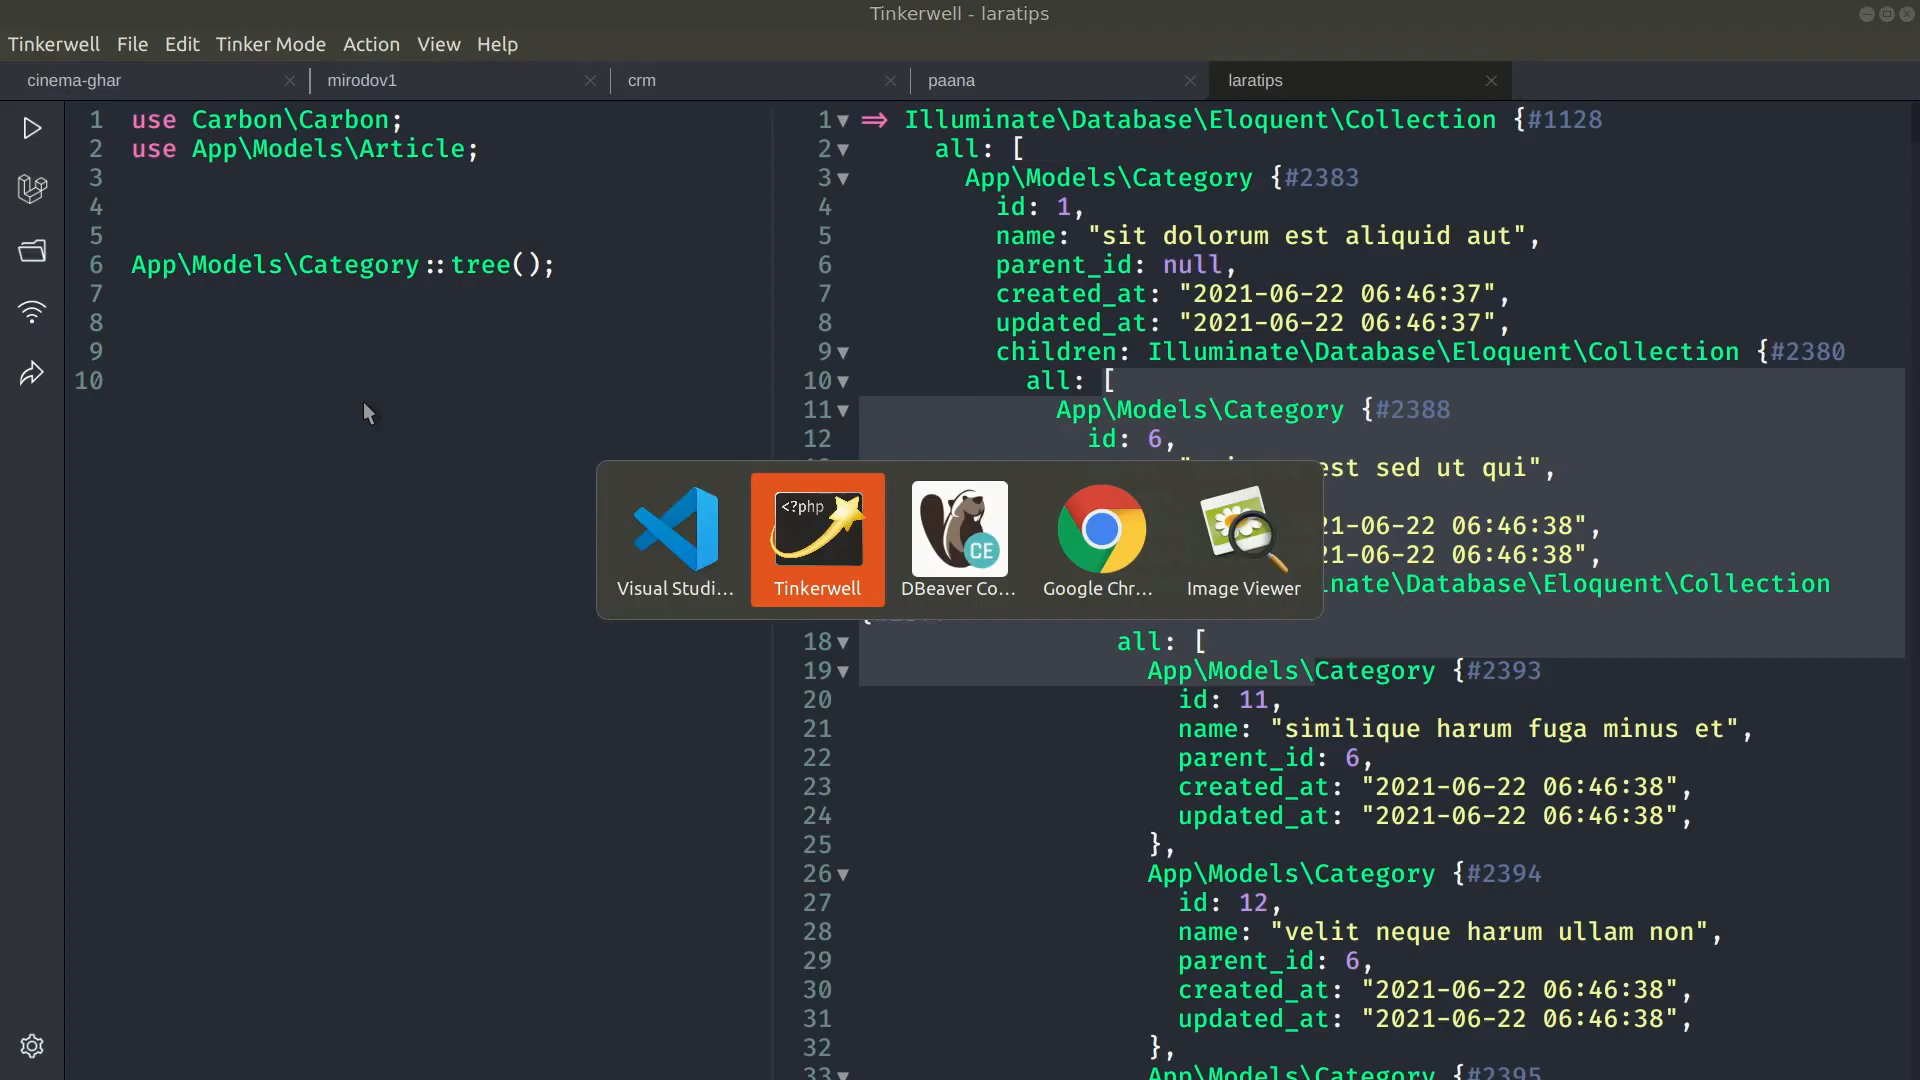 Tinkerwell - laratips
Tinkerwell File Edit Tinker Mode Action View Help
cinema-ghar mirodov1 crm paana laratips
1 use Carbon\Carbon;
2 use App\Models\Article;
3
4
5
6 App\Models\Category::tree();
7
8
9
10
1 => Illuminate\Database\Eloquent\Collection {#1128
2 all: [
3 App\Models\Category {#2383
4 id: 1,
5 name: "sit dolorum est aliquid aut",
6 parent_id: null,
7 created_at: "2021-06-22 06:46:37",
8 updated_at: "2021-06-22 06:46:37",
9 children: Illuminate\Database\Eloquent\Collection {#2380
10 all: [
11 App\Models\Category {#2388
12 id: 6,
est sed ut qui",
21-06-22 06:46:38",
21-06-22 06:46:38",
nate\Database\Eloquent\Collection
<?php
CE
Visual Studi... Tinkerwell DBeaver Co... Google Chr... Image Viewer
18 all: [
19 App\Models\Category {#2393
20 id: 11,
21 name: "similique harum fuga minus et",
22 parent_id: 6,
23 created_at: "2021-06-22 06:46:38",
24 updated_at: "2021-06-22 06:46:38",
25 },
26 App\Models\Category {#2394
27 id: 12,
28 name: "velit neque harum ullam non",
29 parent_id: 6,
30 created_at: "2021-06-22 06:46:38",
31 updated_at: "2021-06-22 06:46:38",
32 },
33 App\Models\Category {#2395